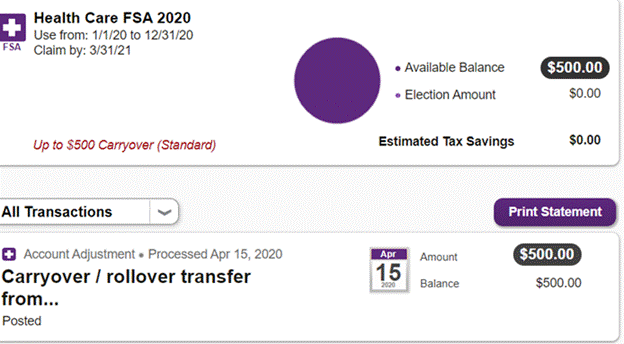 Health Care FSA 2020
Use from: 1/1/20 to 12/31/20
FSA
Claim by: 3/31/21
Available Balance $500.00
Election Amount $0.00
Up to $500 Carryover (Standard)
Estimated Tax Savings $0.00
All Transactions
Print Statement
Account Adjustment • Processed Apr 15, 2020
Carryover / rollover transfer
from...
Posted
Apr
15
2020
Amount $500.00
Balance $500.00